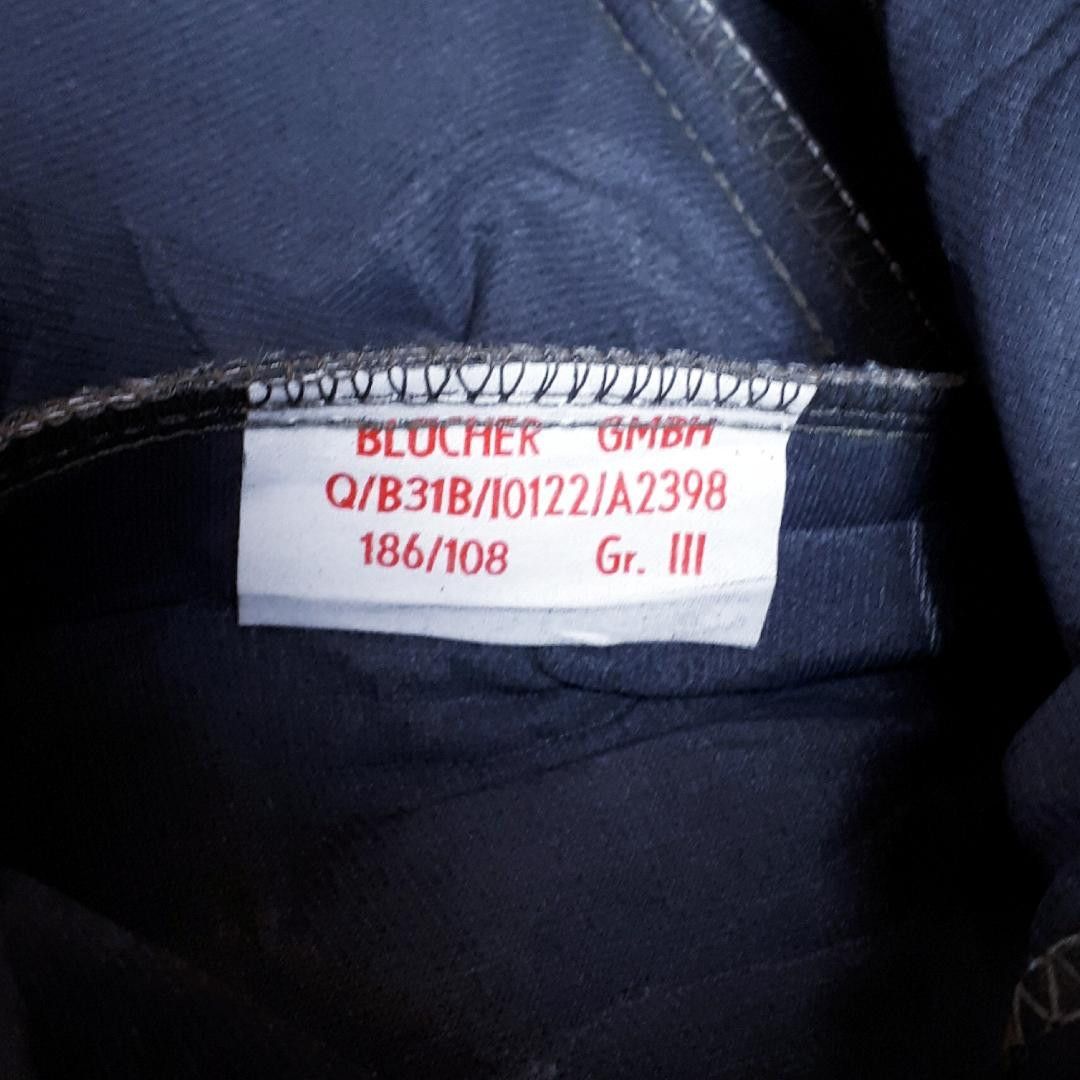 BLÜCHER GMBH
Q/B31B/I0122/A2398
186/108 Gr. III